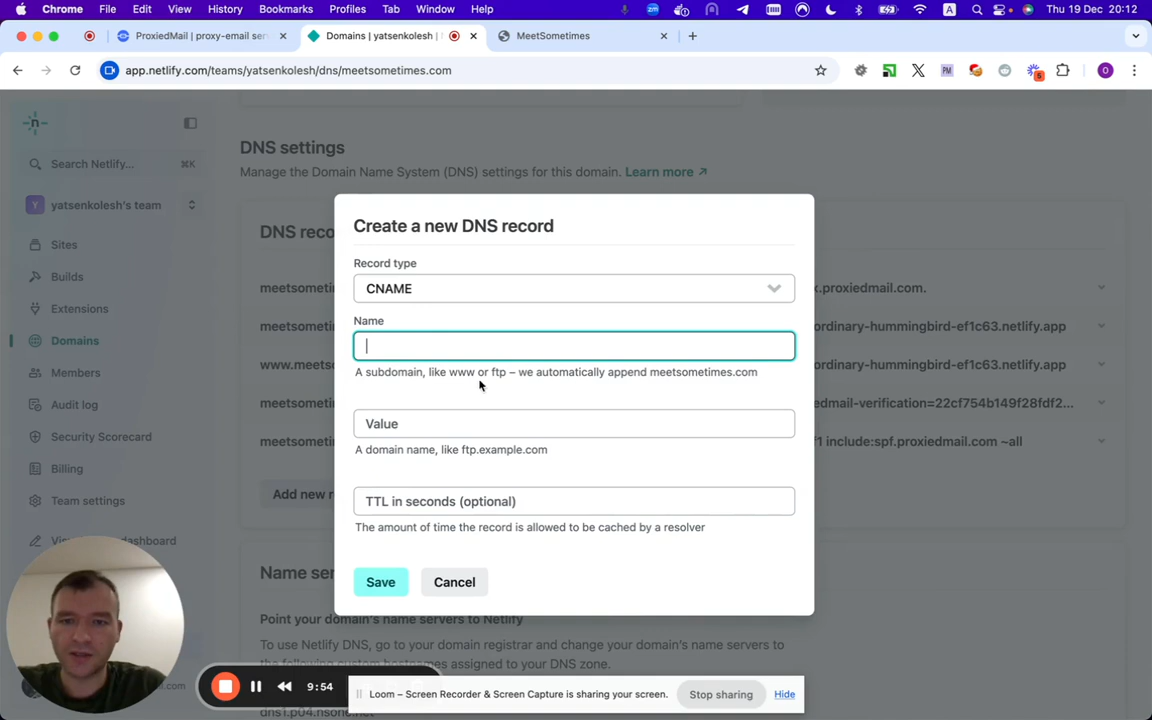 Chrome File Edit View History Bookmarks Profiles Tab Window Help A Thu 19 Dec 20:12
ProxiedMail | proxy-email serv
Domains | yatsenkolesh |
MeetSometimes
app.netlify.com/teams/yatsenkolesh/dns/meetsometimes.com
PM
5
O
n
Search Netlify...
⌘K
Y
yatsenkolesh's team
Sites
Builds
Extensions
Domains
Members
Audit log
Security Scorecard
Billing
Team settings
DNS settings
Manage the Domain Name System (DNS) settings for this domain. Learn more ↗
DNS reco
meetsometi
x.proxiedmail.com.
meetsometi
ordinary-hummingbird-ef1c63.netlify.app
www.meets
ordinary-hummingbird-ef1c63.netlify.app
meetsometi
edmail-verification=22cf754b149f28fdf2...
meetsometi
f1 include:spf.proxiedmail.com ~all
Add new r
Create a new DNS record
Record type
CNAME
Name
A subdomain, like www or ftp – we automatically append meetsometimes.com
Value
A domain name, like ftp.example.com
TTL in seconds (optional)
The amount of time the record is allowed to be cached by a resolver
Save
Cancel
Name ser
Point your domain's name servers to Netlify
To use Netlify DNS, go to your domain registrar and change your domain's name servers to
the following custom hostnames assigned to your DNS zone.
dns1.p04.nsone.net
9:54
Loom – Screen Recorder & Screen Capture is sharing your screen.
Stop sharing
Hide